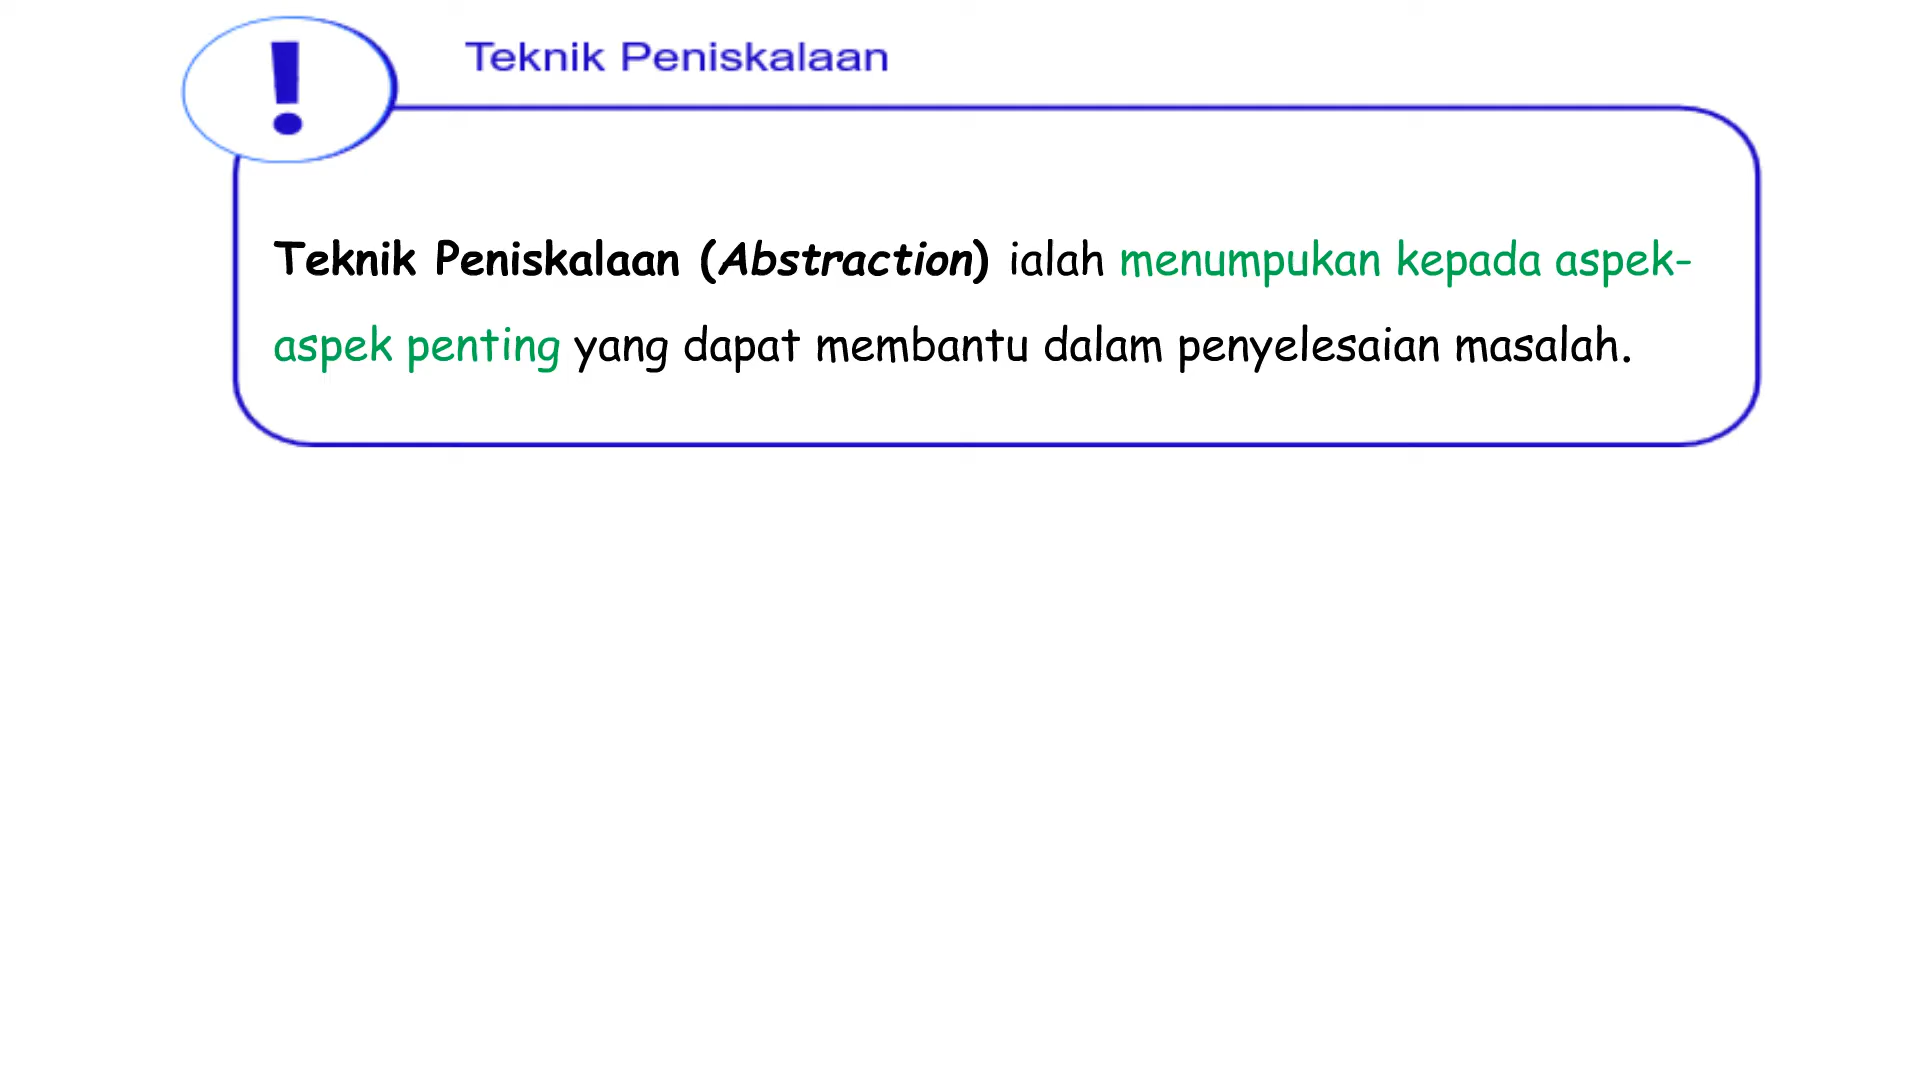 !
Teknik Peniskalaan
Teknik Peniskalaan (Abstraction) ialah menumpukan kepada aspek-
aspek penting yang dapat membantu dalam penyelesaian masalah.